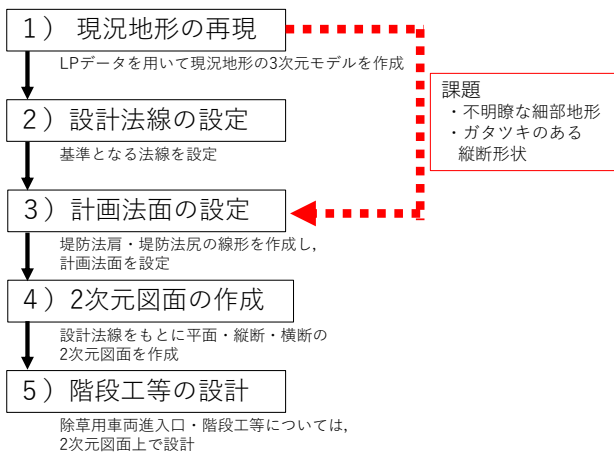 1) 現況地形の再現
LPデータを用いて現況地形の3次元モデルを作成
課題
・不明瞭な細部地形
・ガタツキのある
縦断形状
2)設計法線の設定
基準となる法線を設定
3)計画法面の設定
堤防法肩・堤防法尻の線形を作成し,
計画法面を設定
4)2次元図面の作成
設計法線をもとに平面・縦断・横断の
2次元図面を作成
5)階段工等の設計
除草用車両進入口・階段工等については,
2次元図面上で設計